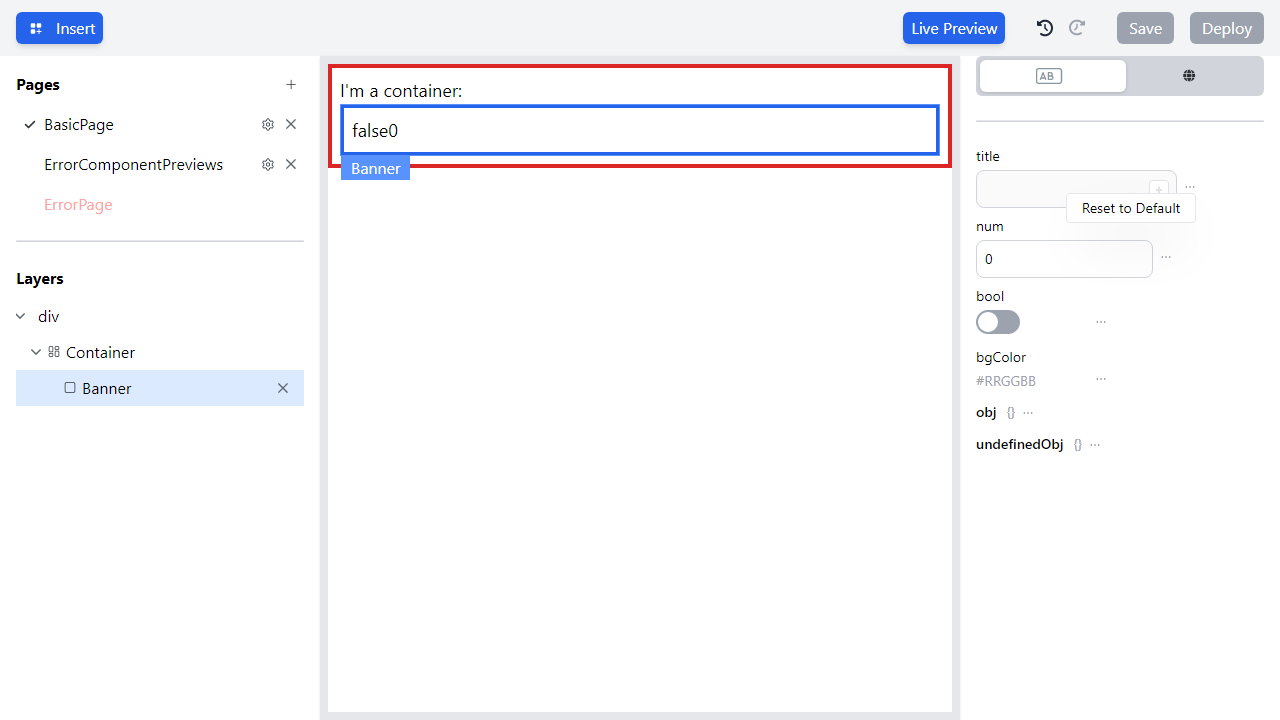 Insert
Live Preview
Save
Deploy
Pages
BasicPage
ErrorComponentPreviews
ErrorPage
Layers
div
Container
Banner
I'm a container:
false0
Banner
AB
title
Reset to Default
num
0
bool
bgColor
#RRGGBB
obj {}
undefinedObj {}